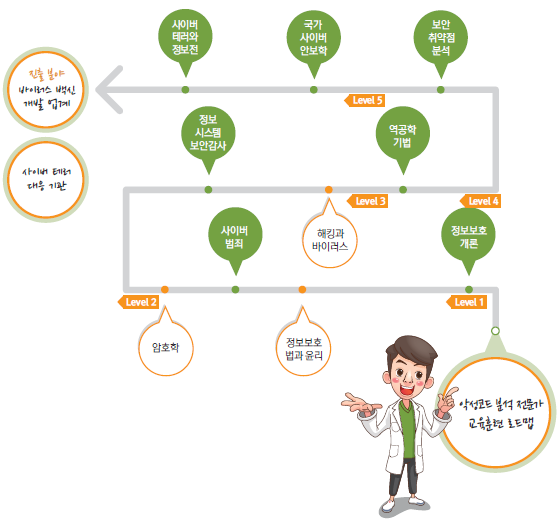 사이버
테러와
정보전
국가
사이버
안보학
보안
취약점
분석
진출 분야
바이러스 백신
개발 업계
Level 5
정보
시스템
보안감사
역공학
기법
사이버 테러
대응 기관
Level 3
Level 4
사이버
범죄
해킹과
바이러스
정보보호
개론
Level 2
Level 1
암호학
정보보호
법과 윤리
악성코드 분석 전문가
교육훈련 로드맵